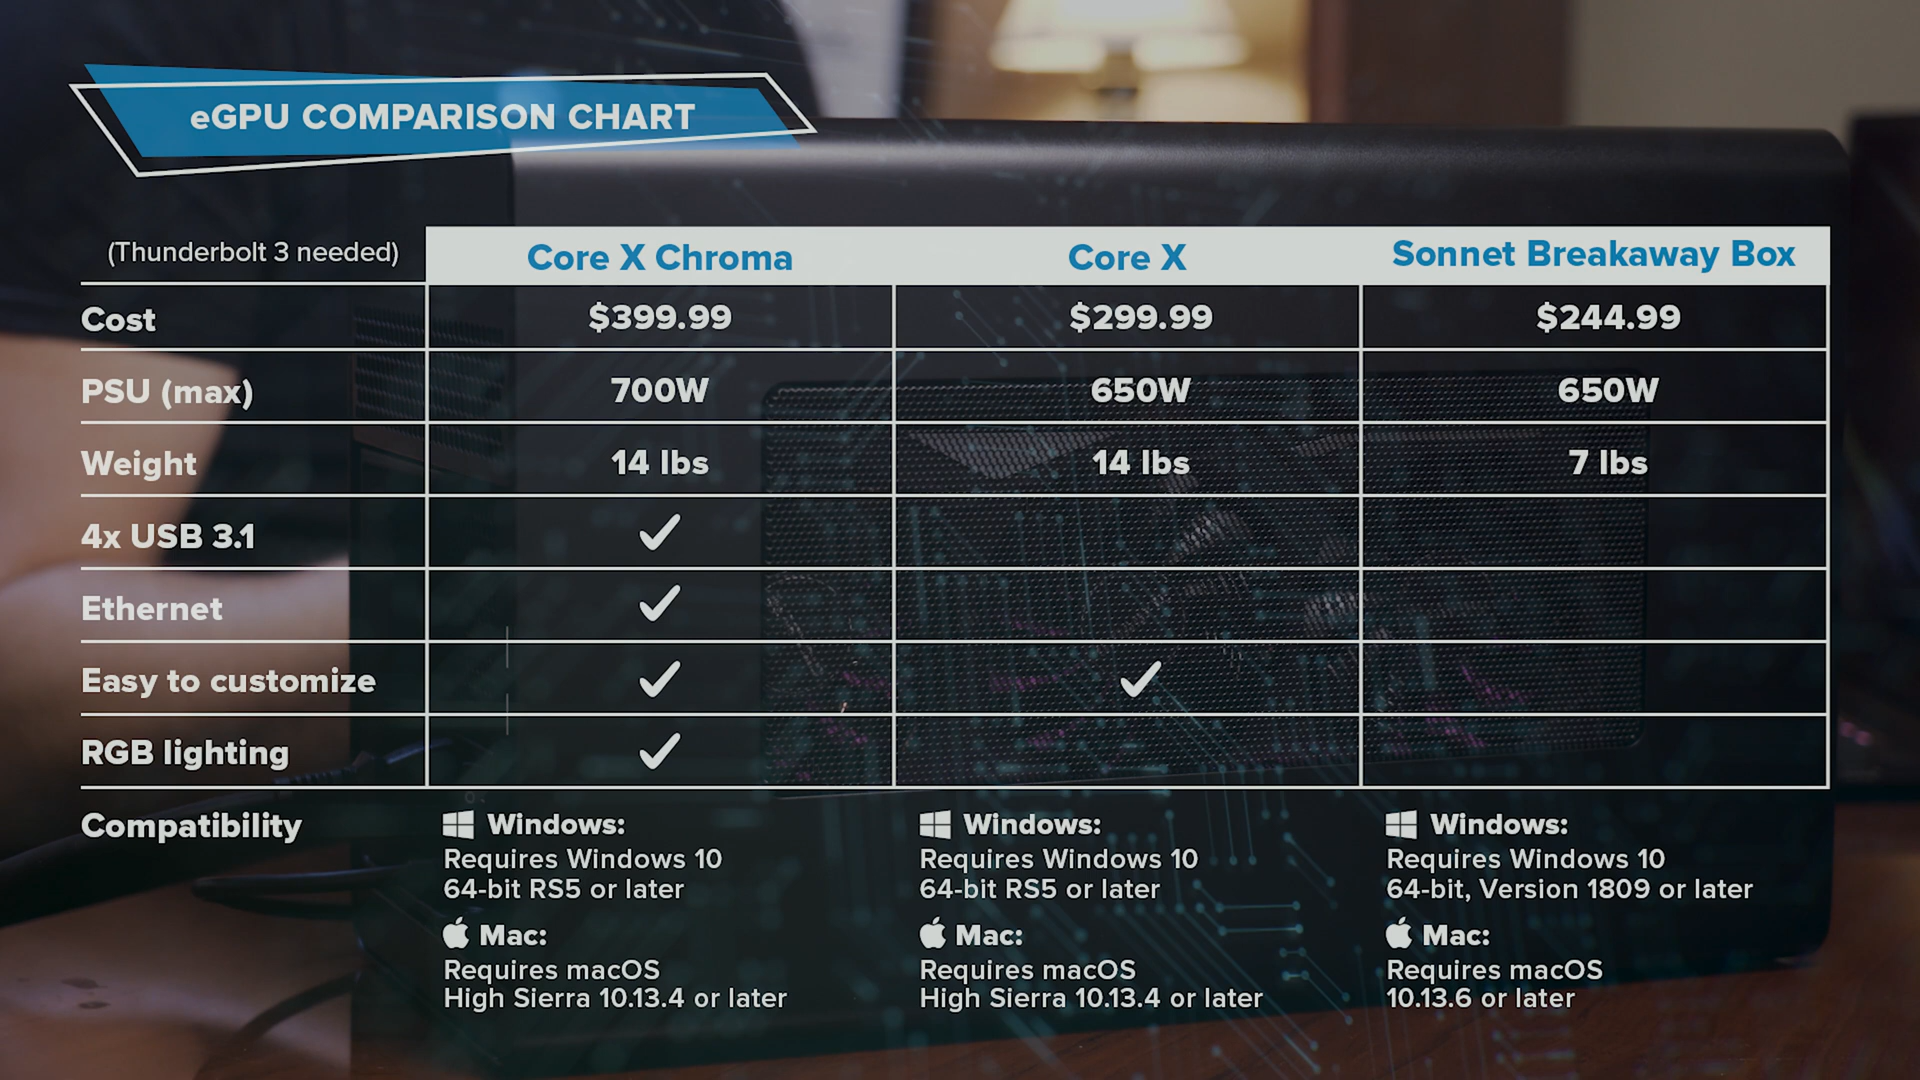 eGPU COMPARISON CHART
(Thunderbolt 3 needed) Core X Chroma Core X Sonnet Breakaway Box
Cost $399.99 $299.99 $244.99
PSU (max) 700W 650W 650W
Weight 14 lbs 14 lbs 7 lbs
4x USB 3.1 ✓
Ethernet ✓
Easy to customize ✓ ✓
RGB lighting ✓
Compatibility
Windows:
Requires Windows 10
64-bit RS5 or later
Mac:
Requires macOS
High Sierra 10.13.4 or later
Windows:
Requires Windows 10
64-bit RS5 or later
Mac:
Requires macOS
High Sierra 10.13.4 or later
Windows:
Requires Windows 10
64-bit, Version 1809 or later
Mac:
Requires macOS
10.13.6 or later